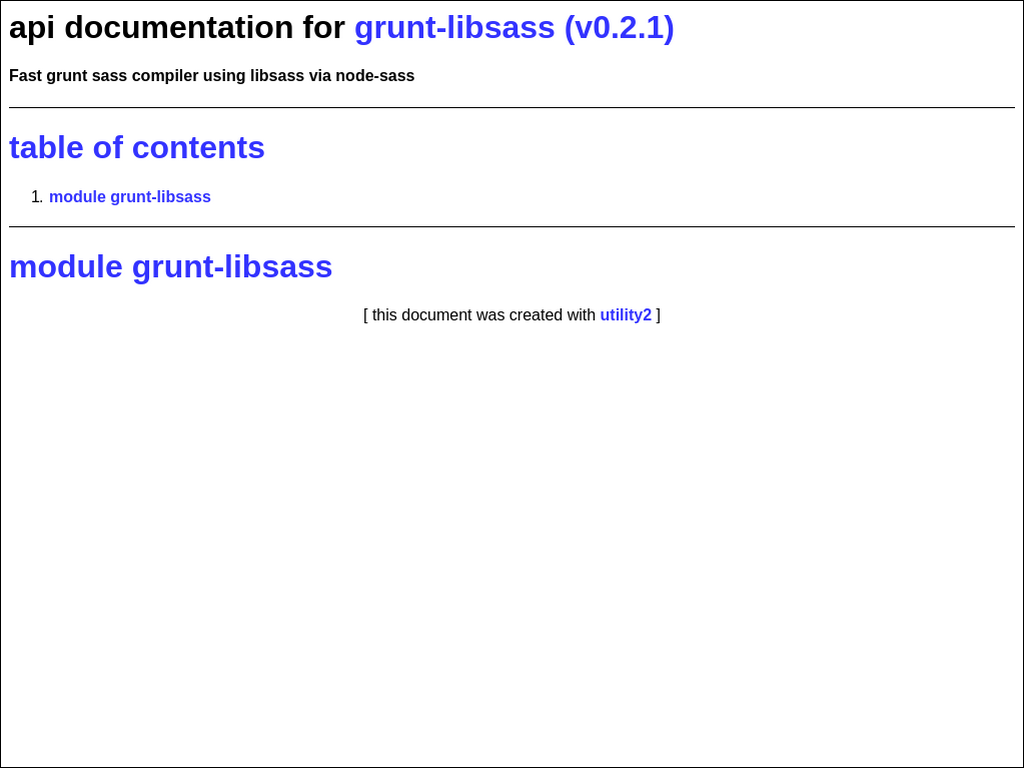 api documentation for grunt-libsass (v0.2.1)
Fast grunt sass compiler using libsass via node-sass
table of contents
1. module grunt-libsass
module grunt-libsass
[ this document was created with utility2 ]